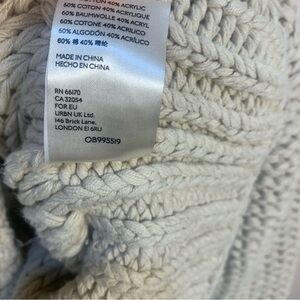 60% COTTON 40% ACRYLIC
60% COTON 40% ACRYLIQUE
60% BAUMWOLLE 40% ACRYL
60% COTONE 40% ACRILICO
60% ALGODÓN 40% ACRÍLICO
60% 棉 40% 腈纶
MADE IN CHINA
HECHO EN CHINA
RN 66170
CA 32054
FOR EU
URBN UK Ltd.
146 Brick Lane,
LONDON E1 6RU
OB995519